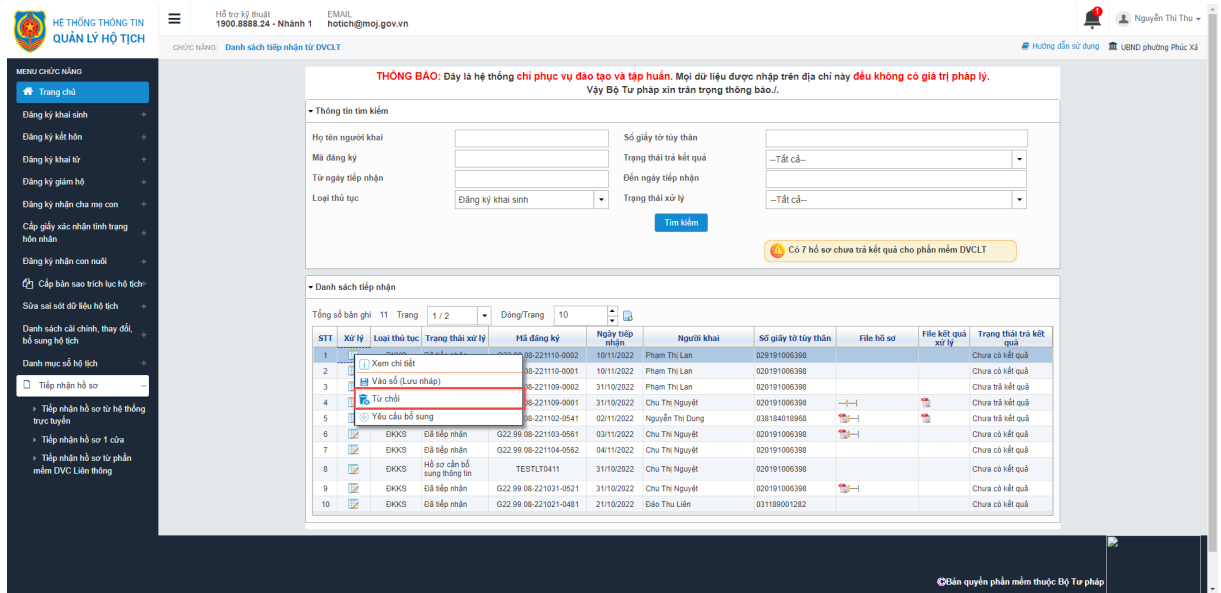 HỆ THỐNG THÔNG TIN
QUẢN LÝ HỘ TỊCH
Hỗ trợ kỹ thuật
1900.8888.24 - Nhánh 1
EMAIL
hotich@moj.gov.vn
1
Nguyễn Thị Thu
CHỨC NĂNG: Danh sách tiếp nhận từ DVCLT
Hướng dẫn sử dụng
UBND phường Phúc Xá
MENU CHỨC NĂNG
Trang chủ
Đăng ký khai sinh
Đăng ký kết hôn
Đăng ký khai tử
Đăng ký giám hộ
Đăng ký nhận cha mẹ con
Cấp giấy xác nhận tình trạng
hôn nhân
Đăng ký nhận con nuôi
Cấp bản sao trích lục hộ tịch
Sửa sai sót dữ liệu hộ tịch
Danh sách cải chính, thay đổi,
bổ sung hộ tịch
Danh mục sổ hộ tịch
Tiếp nhận hồ sơ
Tiếp nhận hồ sơ từ hệ thống
trực tuyến
Tiếp nhận hồ sơ 1 cửa
Tiếp nhận hồ sơ từ phần
mềm DVC Liên thông
THÔNG BÁO: Đây là hệ thống chỉ phục vụ đào tạo và tập huấn. Mọi dữ liệu được nhập trên địa chỉ này đều không có giá trị pháp lý.
Vậy Bộ Tư pháp xin trân trọng thông báo./.
Thông tin tìm kiếm
Họ tên người khai
Số giấy tờ tùy thân
Mã đăng ký
Trạng thái trả kết quả --Tất cả--
Từ ngày tiếp nhận
Đến ngày tiếp nhận
Loại thủ tục Đăng ký khai sinh
Trạng thái xử lý --Tất cả--
Tìm kiếm
Có 7 hồ sơ chưa trả kết quả cho phần mềm DVCLT
Danh sách tiếp nhận
Tổng số bản ghi 11 Trang 1 / 2 Dòng/Trang 10
STT Xử lý Loại thủ tục Trạng thái xử lý Mã đăng ký Ngày tiếp nhận Người khai Số giấy tờ tùy thân File hồ sơ File kết quả xử lý Trạng thái trả kết quả
1 10/11/2022 Phạm Thị Lan 029191006398 Chưa có kết quả
2 08-221110-0001 10/11/2022 Phạm Thị Lan 020191006398 Chưa có kết quả
3 08-221109-0002 31/10/2022 Phạm Thị Lan 020191006398 Chưa trả kết quả
4 08-221109-0001 31/10/2022 Chu Thị Nguyệt 020191006398 ---|---| Chưa trả kết quả
5 08-221102-0541 02/11/2022 Nguyễn Thị Dung 038184018968 |---| Chưa trả kết quả
6 ĐKKS Đã tiếp nhận G22.99.08-221103-0561 03/11/2022 Chu Thị Nguyệt 020191006398 |---| Chưa có kết quả
7 ĐKKS Đã tiếp nhận G22.99.08-221104-0562 04/11/2022 Chu Thị Nguyệt 020191006398 Chưa có kết quả
8 ĐKKS Hồ sơ cần bổ sung thông tin TESTLT0411 31/10/2022 Chu Thị Nguyệt 020191006398 Chưa có kết quả
9 ĐKKS Đã tiếp nhận G22.99.08-221031-0521 31/10/2022 Chu Thị Nguyệt 020191006398 |---| Chưa có kết quả
10 ĐKKS Đã tiếp nhận G22.99.08-221021-0481 21/10/2022 Đào Thu Liên 031189001282 Chưa có kết quả
Xem chi tiết
Vào sổ (Lưu nháp)
Từ chối
Yêu cầu bổ sung
©Bản quyền phần mềm thuộc Bộ Tư pháp